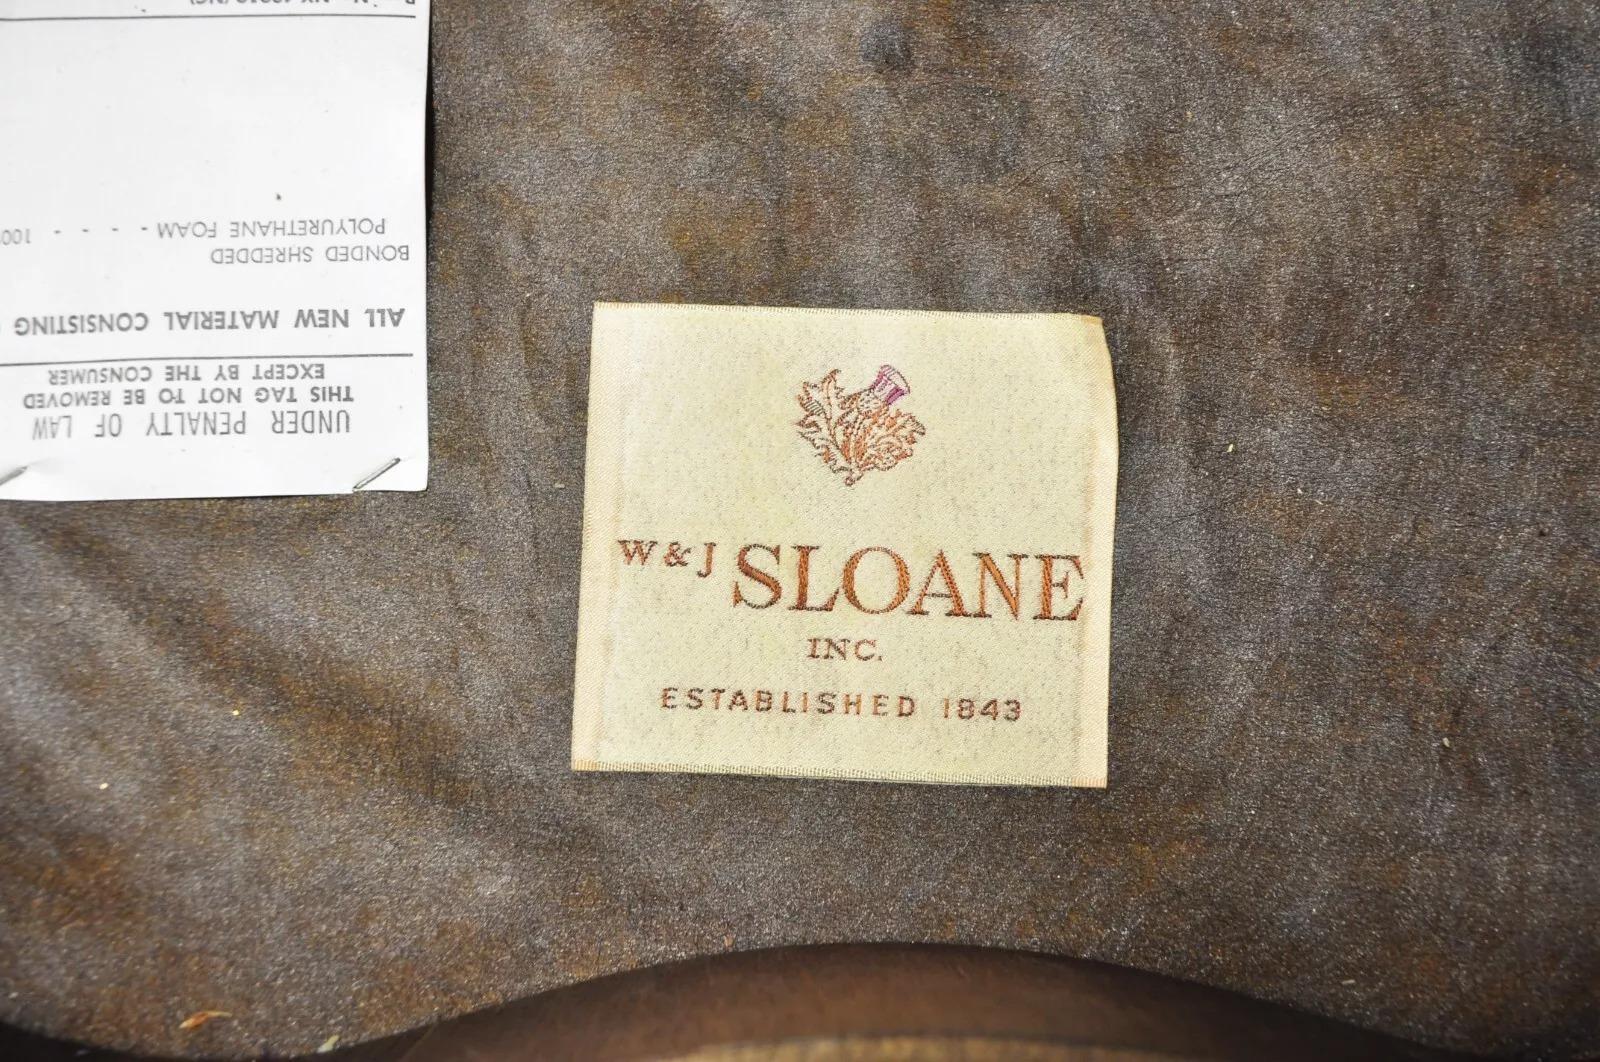 W & J SLOANE
INC.
ESTABLISHED 1843
UNDER PENALTY OF LAW
THIS TAG NOT TO BE REMOVED
EXCEPT BY THE CONSUMER
ALL NEW MATERIAL CONSISTING
BONDED SHREDDED
POLYURETHANE FOAM - - - - 100